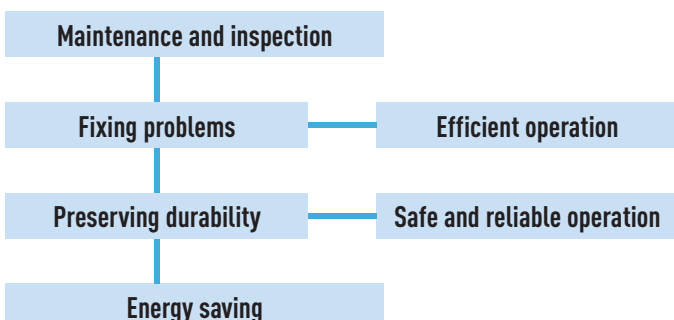 Maintenance and inspection
Fixing problems
Efficient operation
Preserving durability
Safe and reliable operation
Energy saving